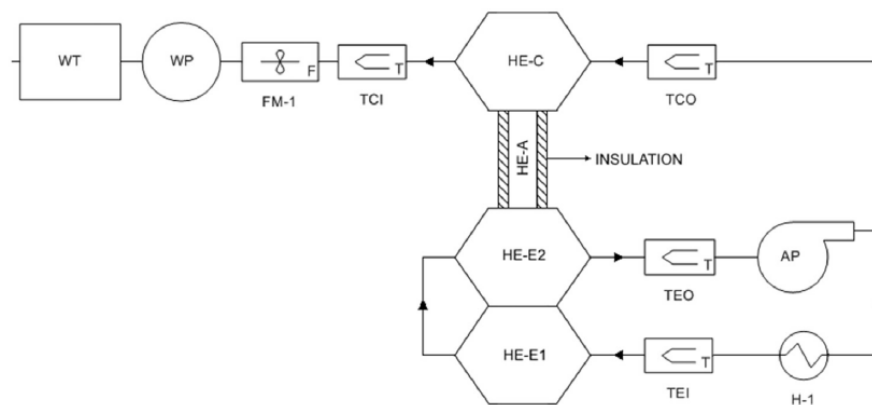 WT
WP
F
FM-1
T
TCI
HE-C
T
TCO
HE-A
INSULATION
HE-E2
T
TEO
AP
HE-E1
T
TEI
H-1